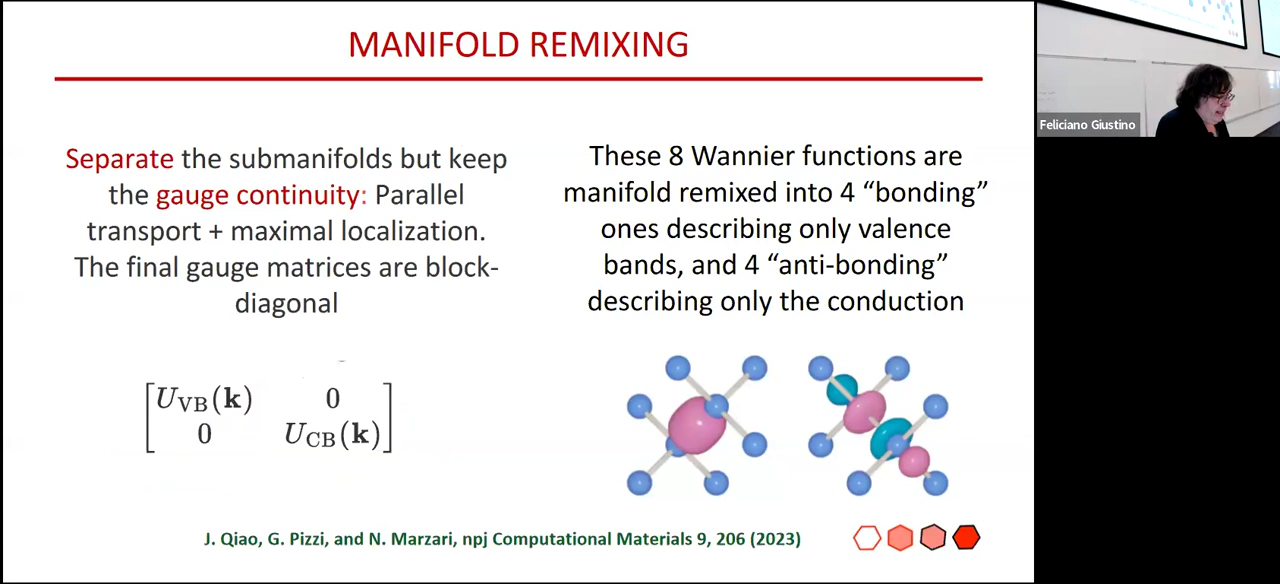 MANIFOLD REMIXING
Separate the submanifolds but keep
the gauge continuity: Parallel
transport + maximal localization.
The final gauge matrices are block-
diagonal
[U_VB(k) 0
0 U_CB(k)]
These 8 Wannier functions are
manifold remixed into 4 “bonding”
ones describing only valence
bands, and 4 “anti-bonding”
describing only the conduction
J. Qiao, G. Pizzi, and N. Marzari, npj Computational Materials 9, 206 (2023)
Feliciano Giustino